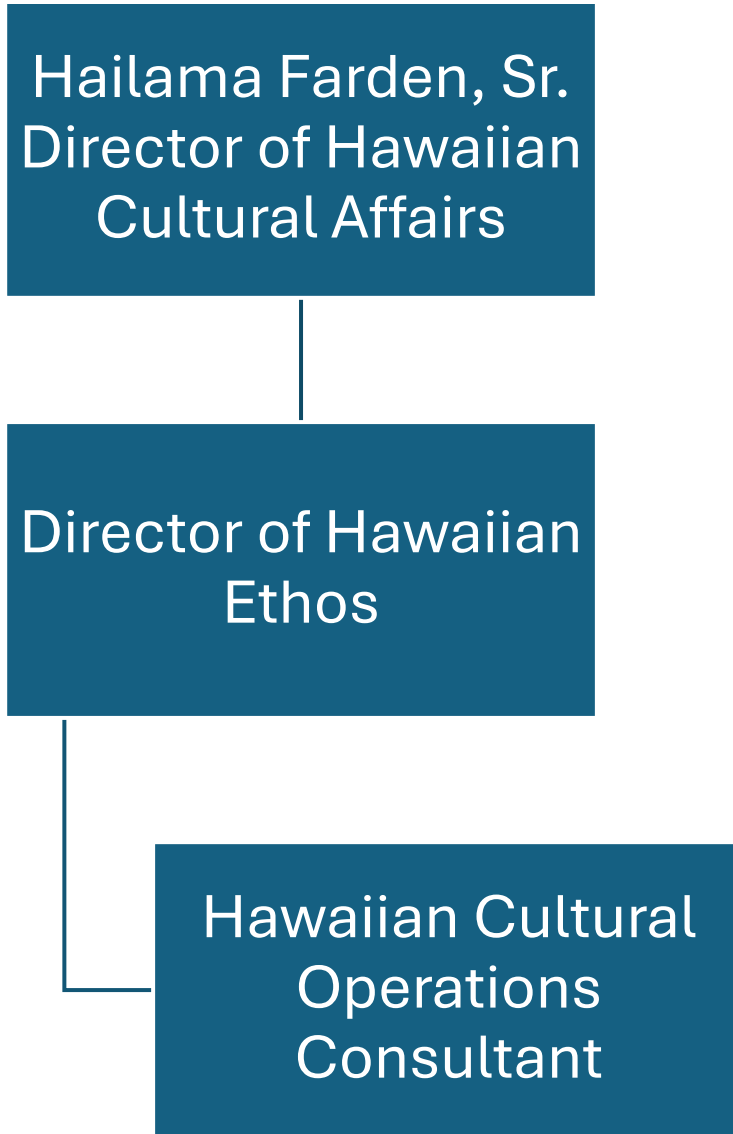 Hailama Farden, Sr.
Director of Hawaiian
Cultural Affairs
Director of Hawaiian
Ethos
Hawaiian Cultural
Operations
Consultant